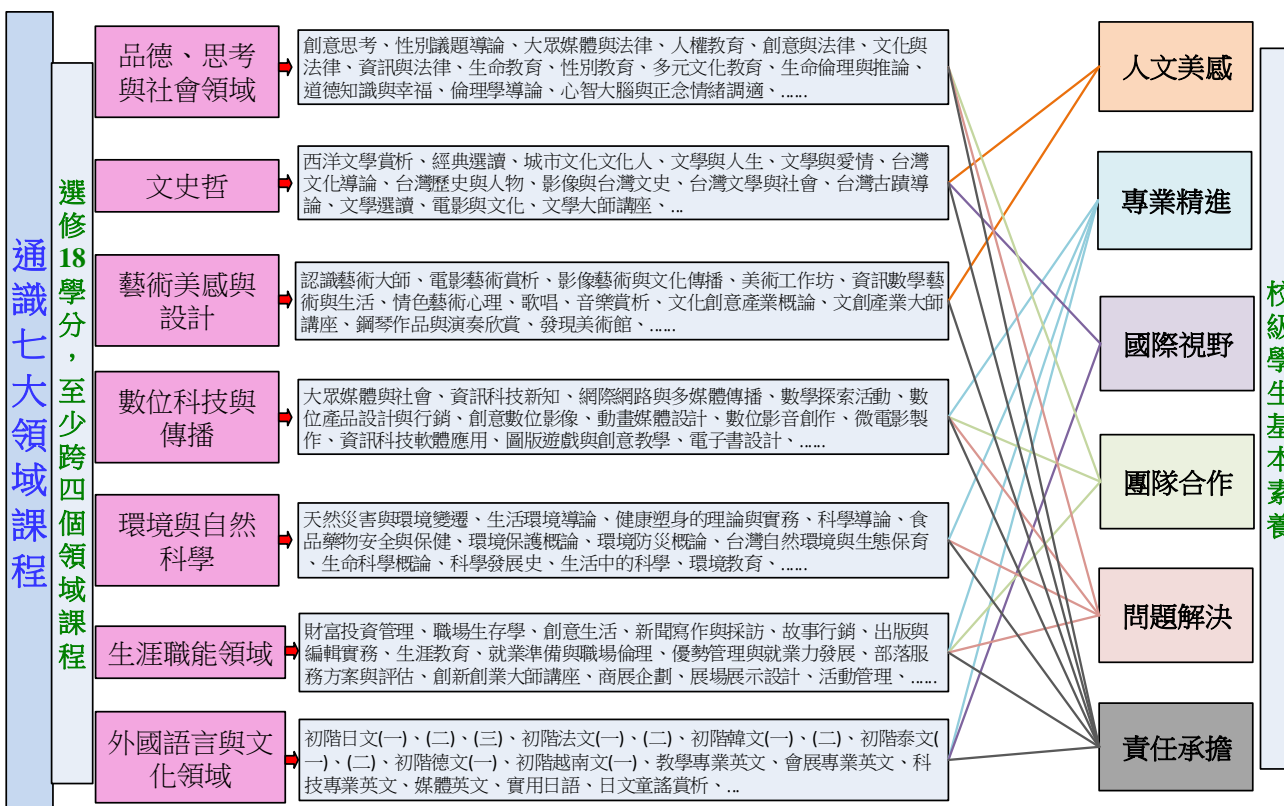 通識七大領域課程
選修18學分，至少跨四個領域課程
品德、思考
與社會領域
創意思考、性別議題導論、大眾媒體與法律、人權教育、創意與法律、文化與
法律、資訊與法律、生命教育、性別教育、多元文化教育、生命倫理與推論、
道德知識與幸福、倫理學導論、心智大腦與正念情緒調適、......
文史哲
西洋文學賞析、經典選讀、城市文化文化人、文學與人生、文學與愛情、台灣
文化導論、台灣歷史與人物、影像與台灣文史、台灣文學與社會、台灣古蹟導
論、文學選讀、電影與文化、文學大師講座、...
藝術美感與
設計
認識藝術大師、電影藝術賞析、影像藝術與文化傳播、美術工作坊、資訊數學藝
術與生活、情色藝術心理、歌唱、音樂賞析、文化創意產業概論、文創產業大師
講座、鋼琴作品與演奏欣賞、發現美術館、......
數位科技與
傳播
大眾媒體與社會、資訊科技新知、網際網路與多媒體傳播、數學探索活動、數
位產品設計與行銷、創意數位影像、動畫媒體設計、數位影音創作、微電影製
作、資訊科技軟體應用、圖版遊戲與創意教學、電子書設計、......
環境與自然
科學
天然災害與環境變遷、生活環境導論、健康塑身的理論與實務、科學導論、食
品藥物安全與保健、環境保護概論、環境防災概論、台灣自然環境與生態保育
、生命科學概論、科學發展史、生活中的科學、環境教育、......
生涯職能領域
財富投資管理、職場生存學、創意生活、新聞寫作與採訪、故事行銷、出版與
編輯實務、生涯教育、就業準備與職場倫理、優勢管理與就業力發展、部落服
務方案與評估、創新創業大師講座、商展企劃、展場展示設計、活動管理、......
外國語言與文
化領域
初階日文(一)、(二)、(三)、初階法文(一)、(二)、初階韓文(一)、(二)、初階泰文(
一)、(二)、初階德文(一)、初階越南文(一)、教學專業英文、會展專業英文、科
技專業英文、媒體英文、實用日語、日文童謠賞析、...
人文美感
專業精進
國際視野
團隊合作
問題解決
責任承擔
校級學生基本素養